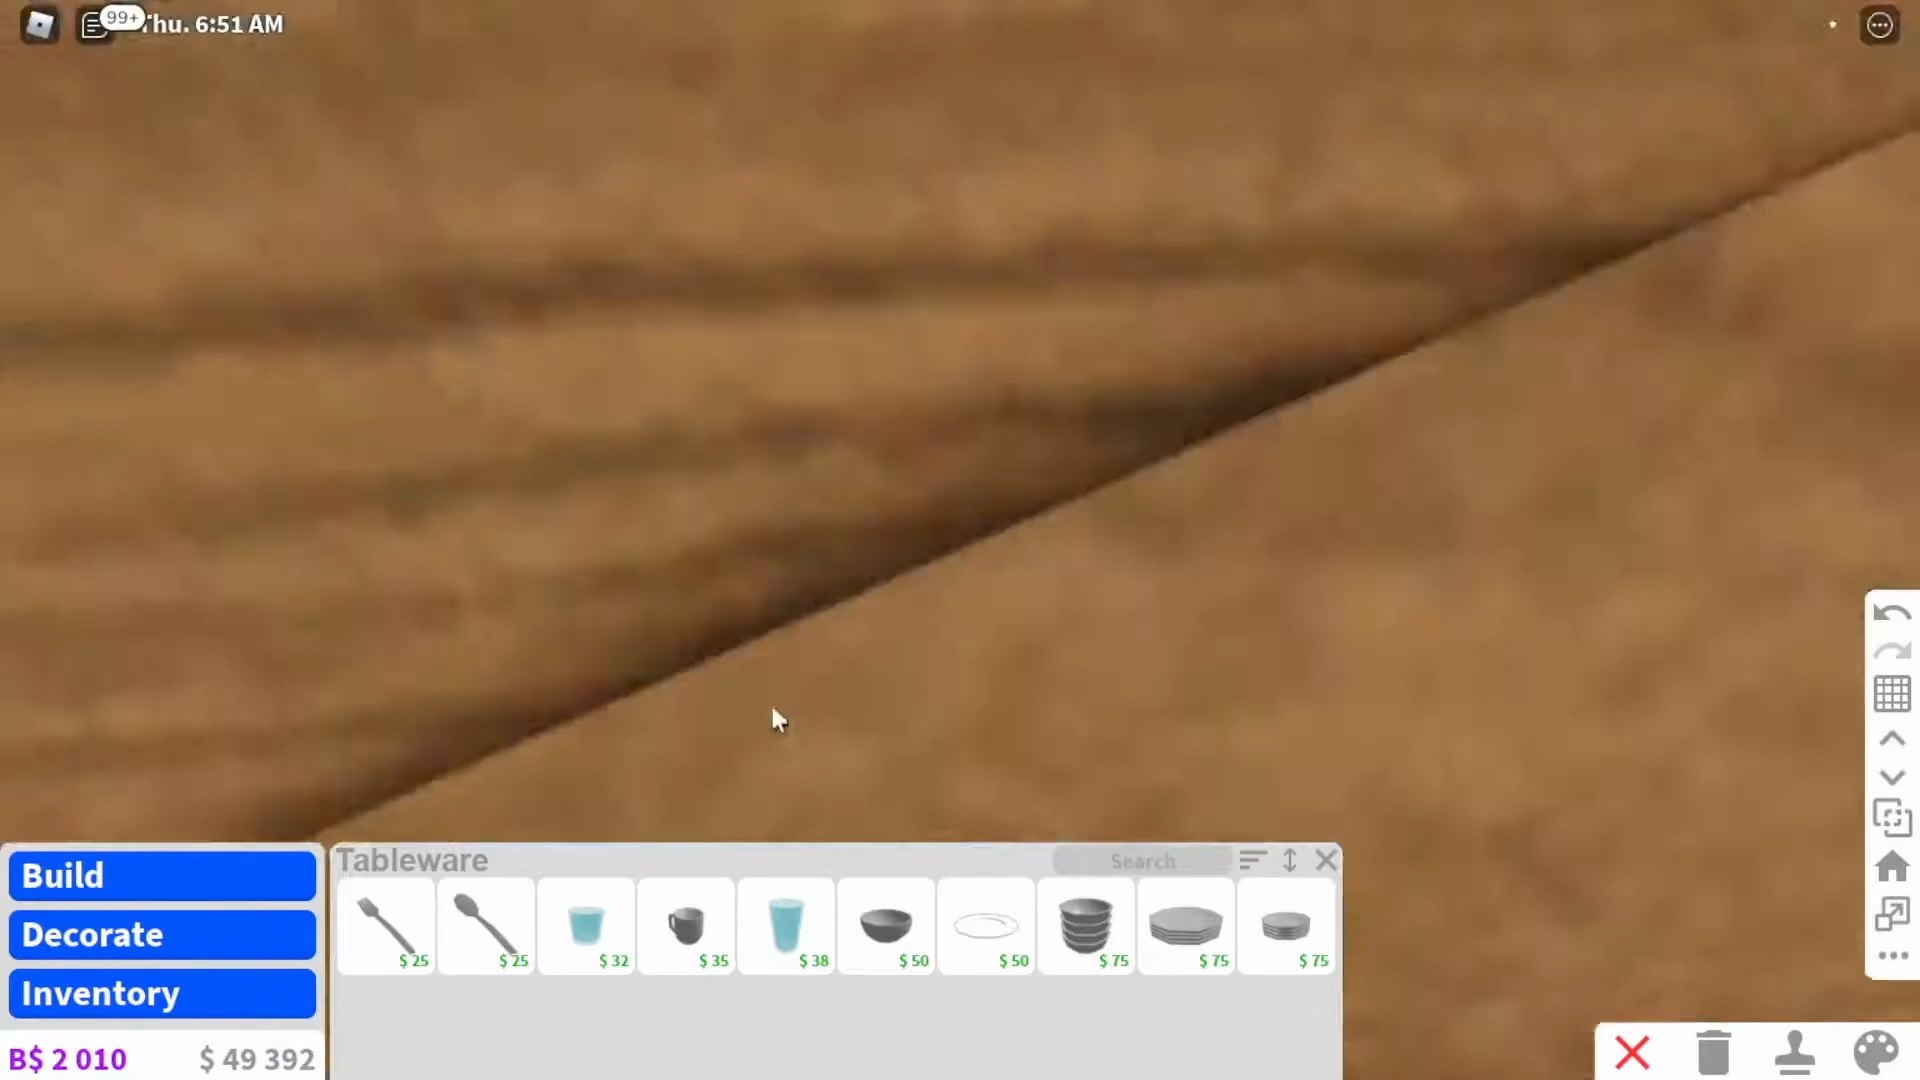 99+
Thu. 6:51 AM
Build
Decorate
Inventory
B$ 2 010
$ 49 392
Tableware
Search
$ 25
$ 25
$ 32
$ 35
$ 38
$ 50
$ 50
$ 75
$ 75
$ 75